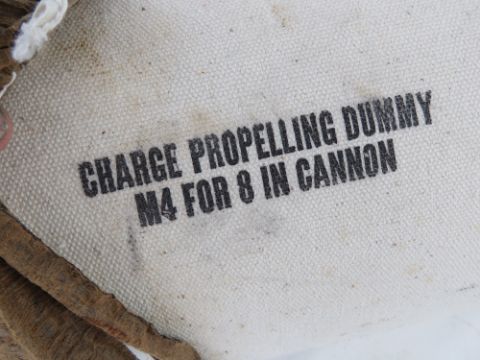 CHARGE PROPELLING DUMMY
M4 FOR 8 IN CANNON